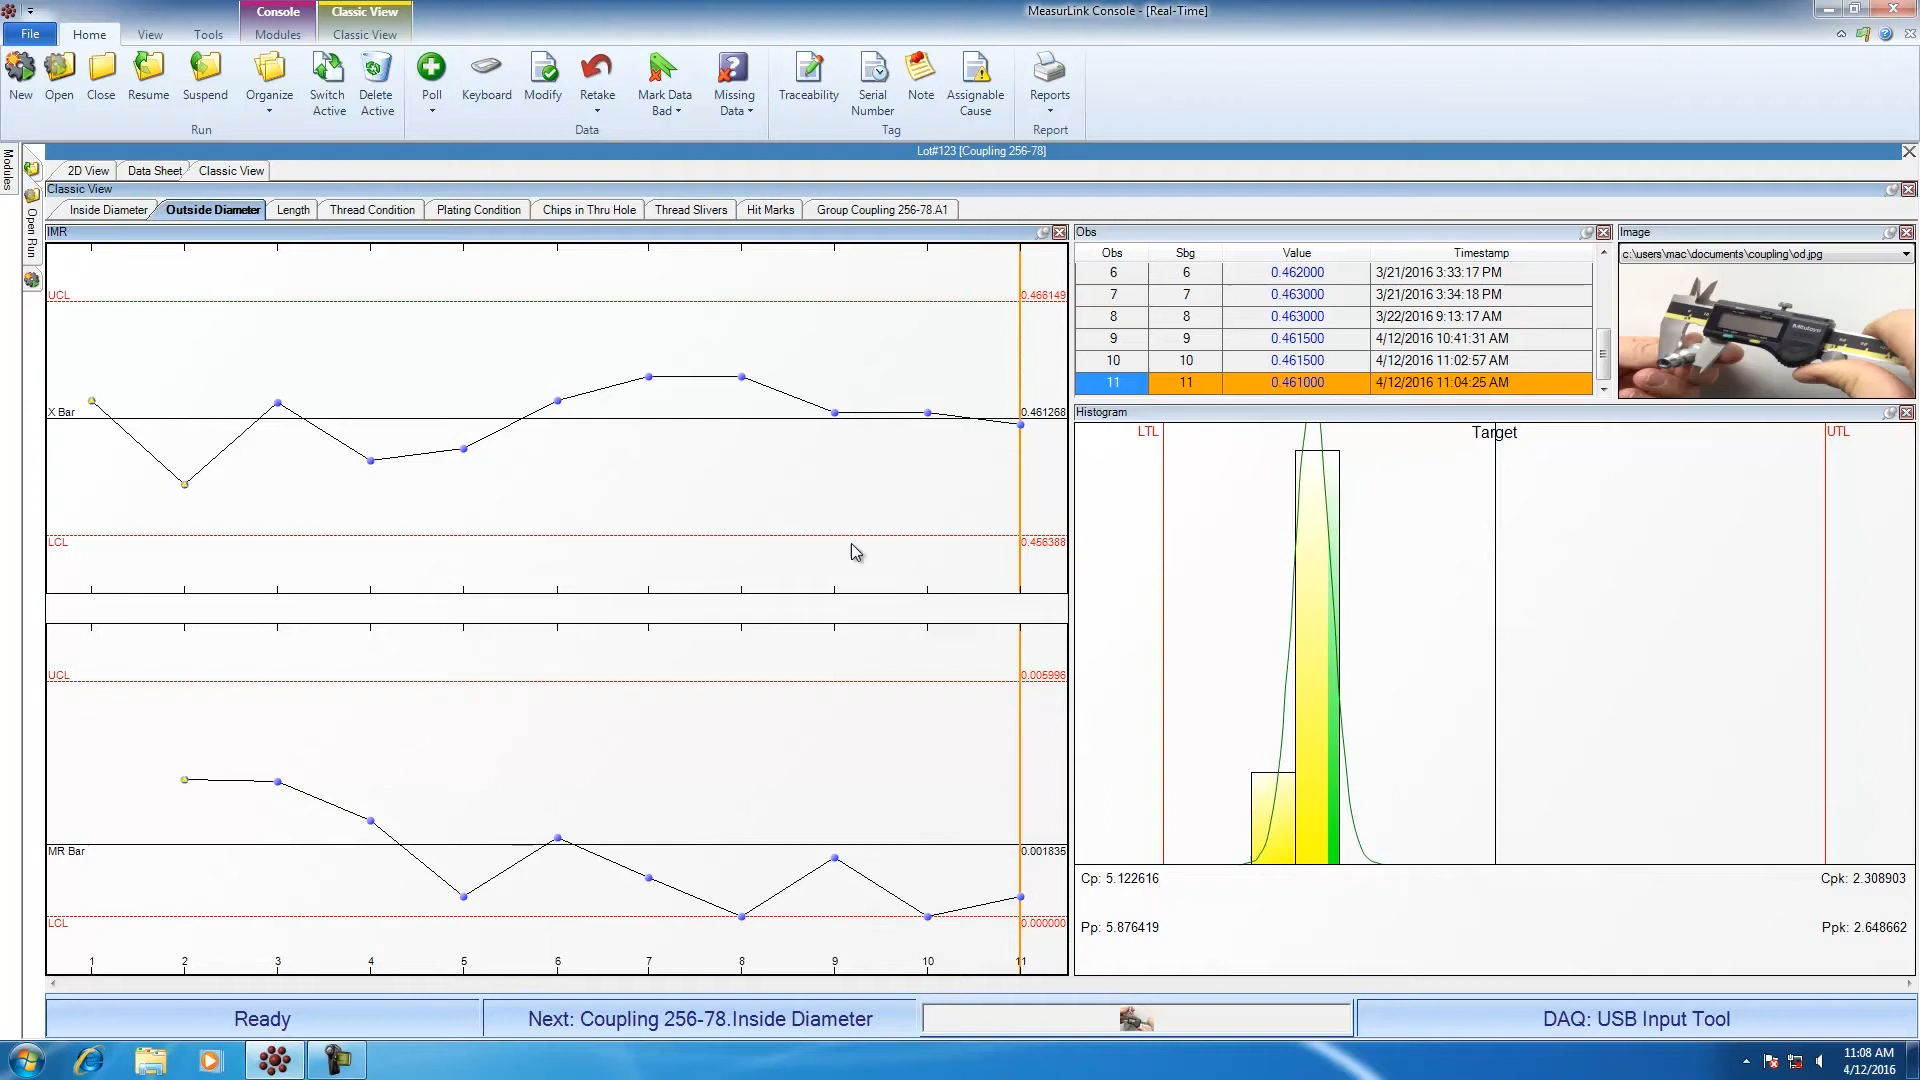 Console
Classic View
MeasurLink Console - [Real-Time]
File
Home
View
Tools
Modules
Classic View
New
Open
Close
Resume
Suspend
Organize
Switch Active
Delete Active
Poll
Keyboard
Modify
Retake
Mark Data Bad
Missing Data
Traceability
Serial Number
Note
Assignable Cause
Reports
Run
Data
Tag
Report
Modules
Open Run
Lot#123 [Coupling 256-78]
2D View
Data Sheet
Classic View
Classic View
Inside Diameter
Outside Diameter
Length
Thread Condition
Plating Condition
Chips in Thru Hole
Thread Slivers
Hit Marks
Group Coupling 256-78.A1
IMR
UCL
0.466149
X Bar
0.461268
LCL
0.456388
UCL
0.005996
MR Bar
0.001835
LCL
0.000000
1 2 3 4 5 6 7 8 9 10 11
Obs
Obs Sbg Value Timestamp
6 6 0.462000 3/21/2016 3:33:17 PM
7 7 0.463000 3/21/2016 3:34:18 PM
8 8 0.463000 3/22/2016 9:13:17 AM
9 9 0.461500 4/12/2016 10:41:31 AM
10 10 0.461500 4/12/2016 11:02:57 AM
11 11 0.461000 4/12/2016 11:04:25 AM
Image
c:\users\mac\documents\coupling\od.jpg
Mitutoyo
Histogram
LTL
Target
UTL
Cp: 5.122616
Cpk: 2.308903
Pp: 5.876419
Ppk: 2.648662
Ready
Next: Coupling 256-78.Inside Diameter
DAQ: USB Input Tool
11:08 AM
4/12/2016